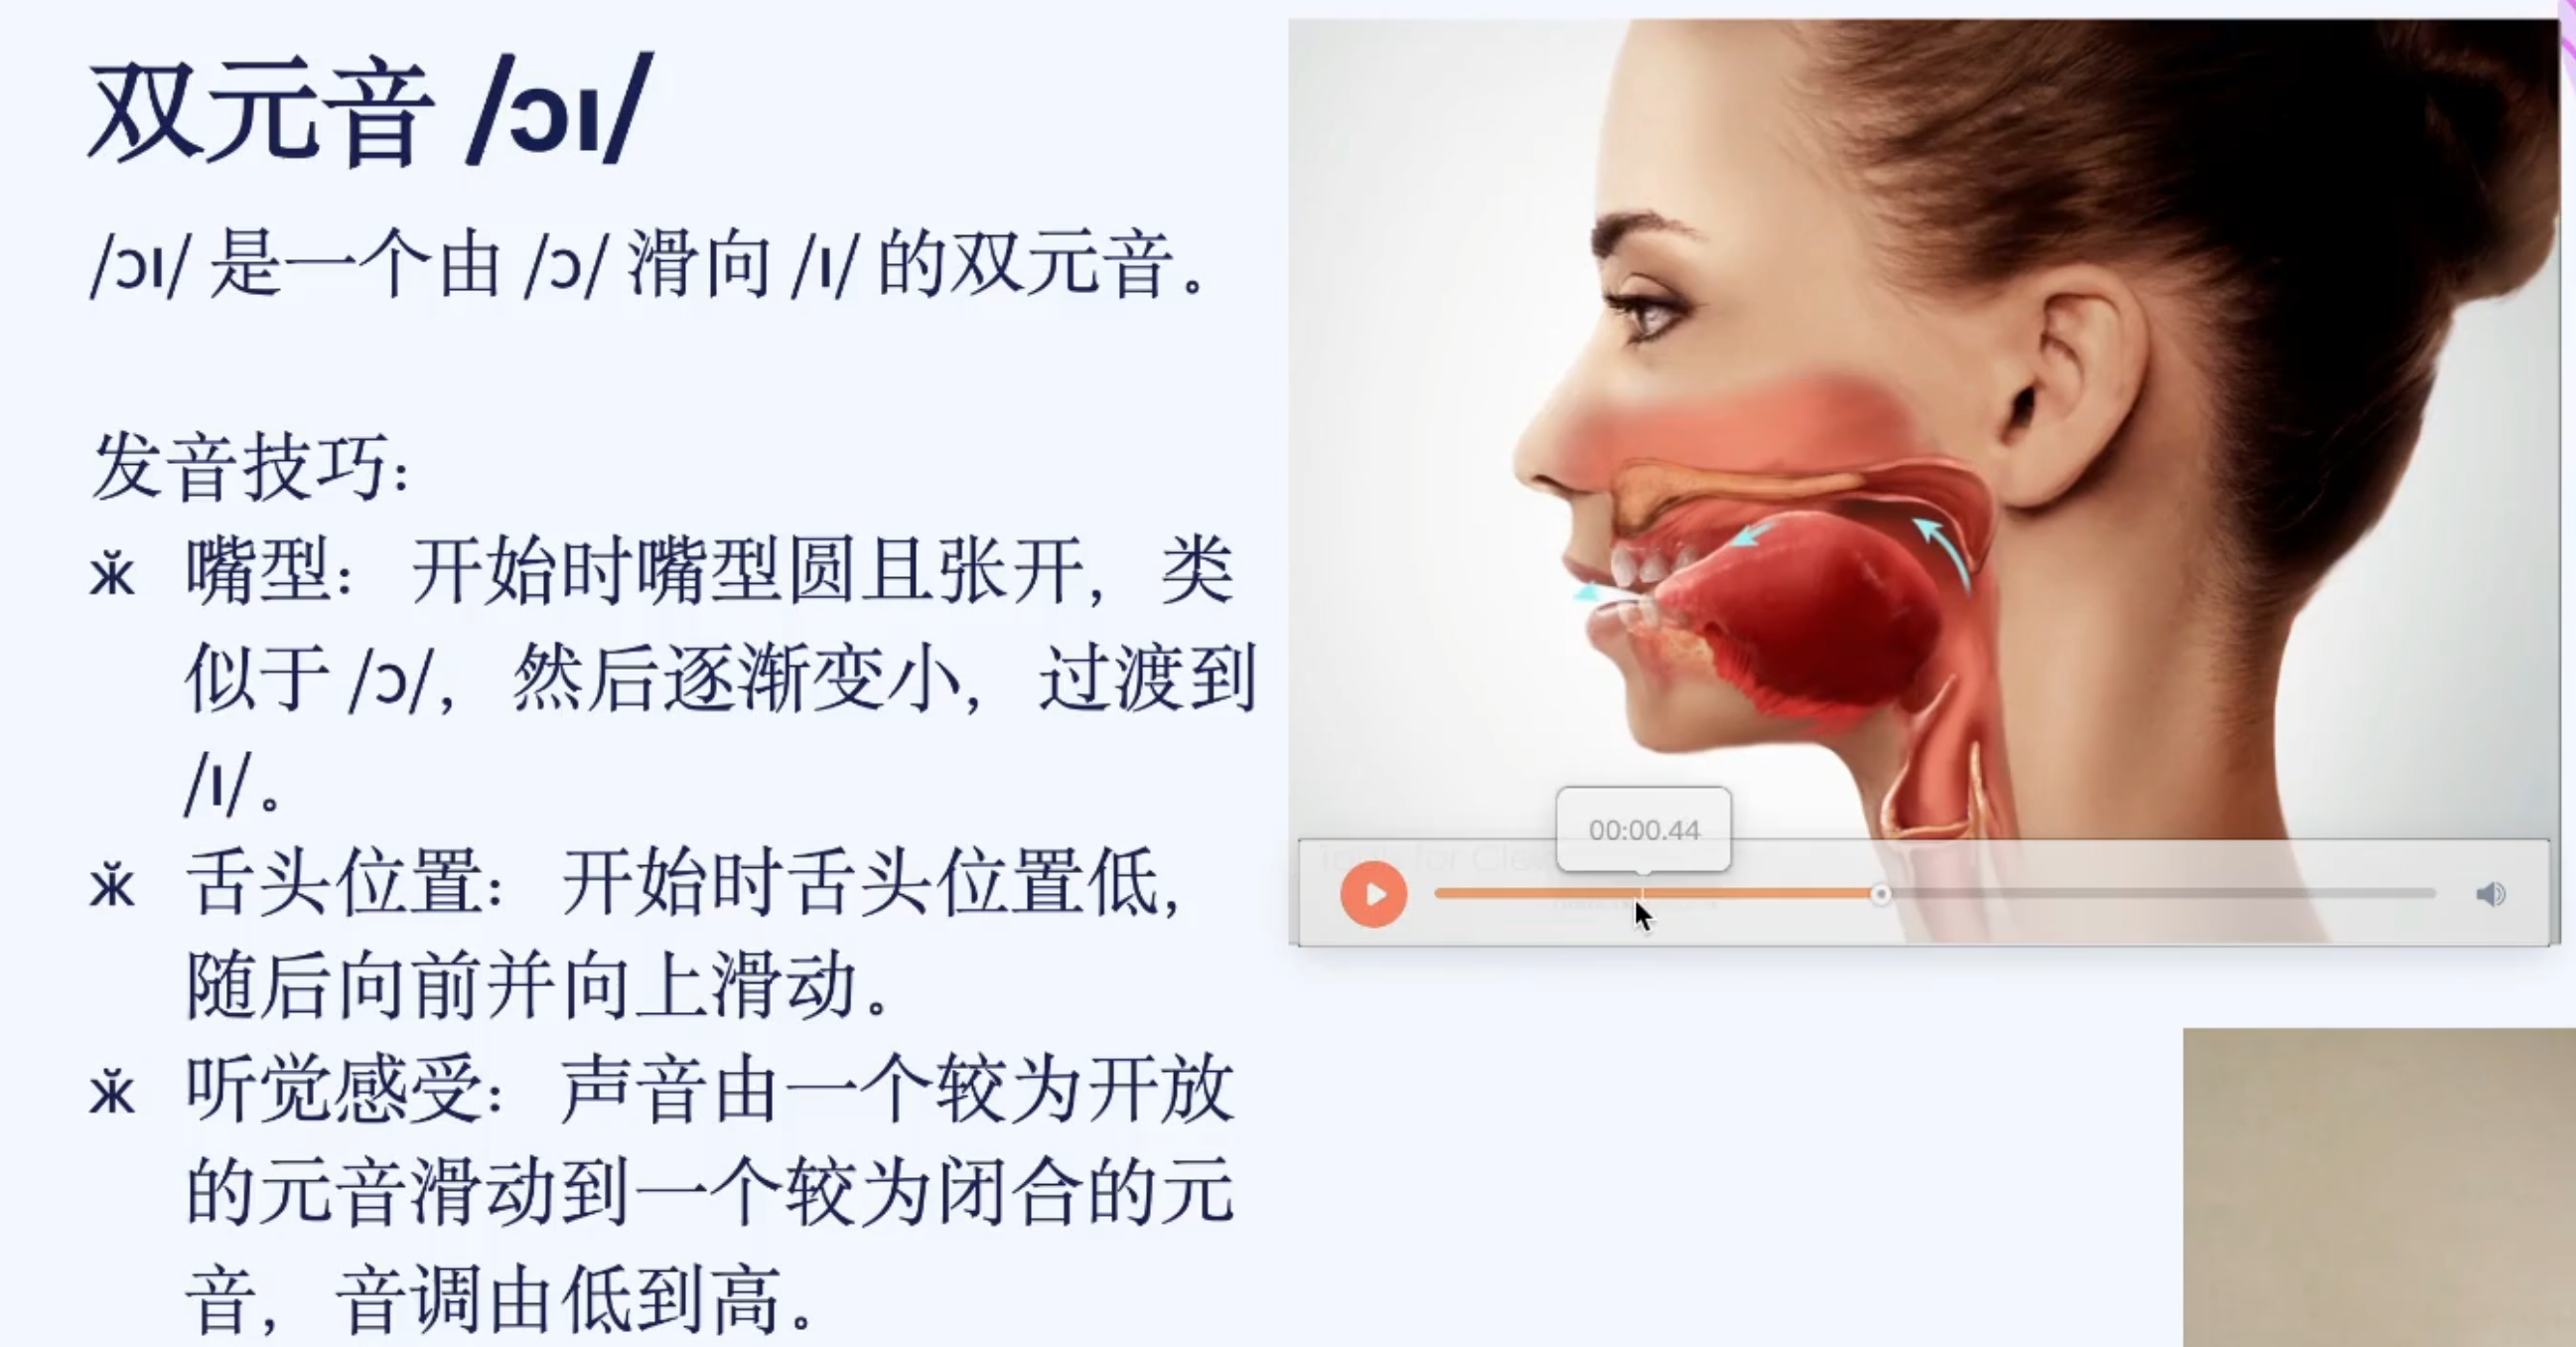 双元音 /ɔɪ/
/ɔɪ/ 是一个由 /ɔ/ 滑向 /ɪ/ 的双元音。
发音技巧：
ӝ 嘴型： 开始时嘴型圆且张开，类
似于 /ɔ/，然后逐渐变小，过渡到
/ɪ/。
ӝ 舌头位置： 开始时舌头位置低，
随后向前并向上滑动。
ӝ 听觉感受： 声音由一个较为开放
的元音滑动到一个较为闭合的元
音，音调由低到高。
00:00.44